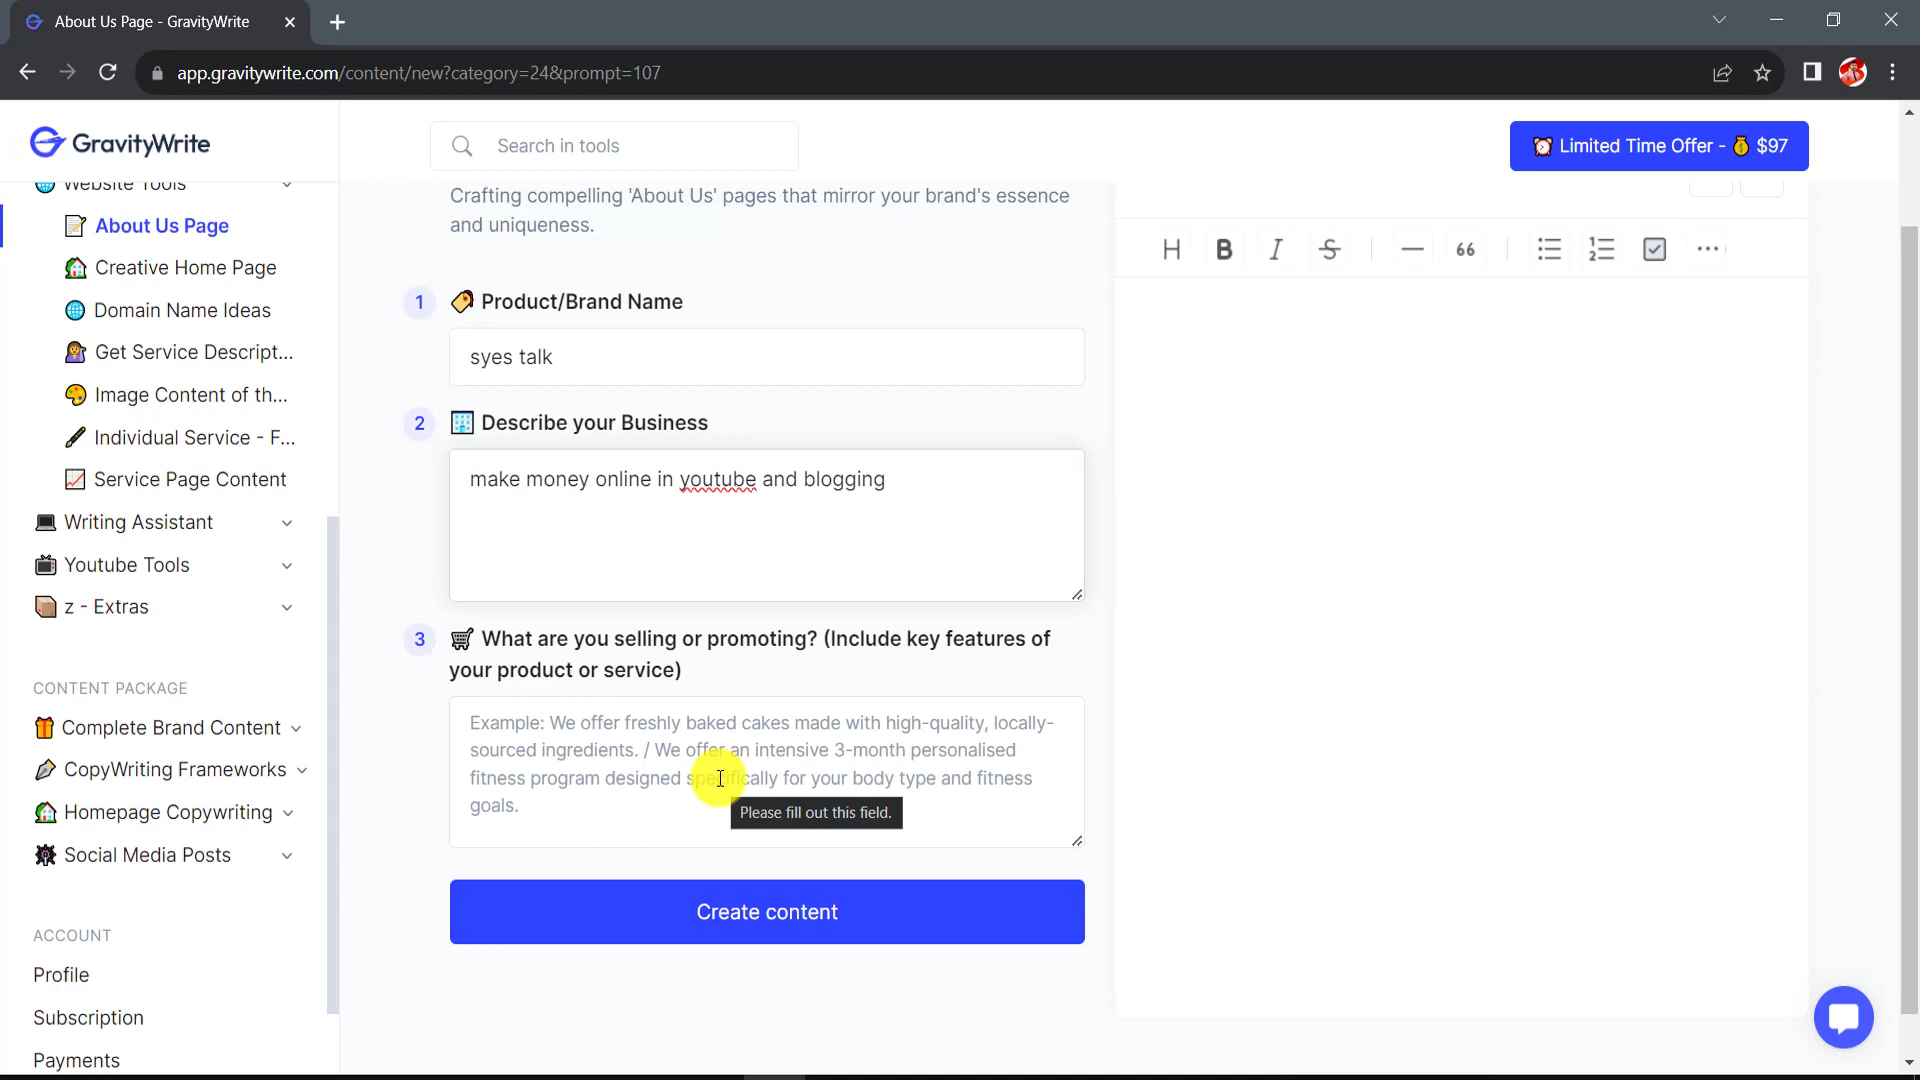 About Us Page - GravityWrite
app.gravitywrite.com/content/new?category=24&prompt=107
GravityWrite
Search in tools
Limited Time Offer - $97
Website Tools
About Us Page
Creative Home Page
Domain Name Ideas
Get Service Descript...
Image Content of th...
Individual Service - F...
Service Page Content
Writing Assistant
Youtube Tools
z - Extras
CONTENT PACKAGE
Complete Brand Content
CopyWriting Frameworks
Homepage Copywriting
Social Media Posts
ACCOUNT
Profile
Subscription
Payments
Crafting compelling 'About Us' pages that mirror your brand's essence
and uniqueness.
1 Product/Brand Name
syes talk
2 Describe your Business
make money online in youtube and blogging
3 What are you selling or promoting? (Include key features of
your product or service)
Example: We offer freshly baked cakes made with high-quality, locally-
sourced ingredients. / We offer an intensive 3-month personalised
fitness program designed specifically for your body type and fitness
goals.
Please fill out this field.
Create content
H B I S 66